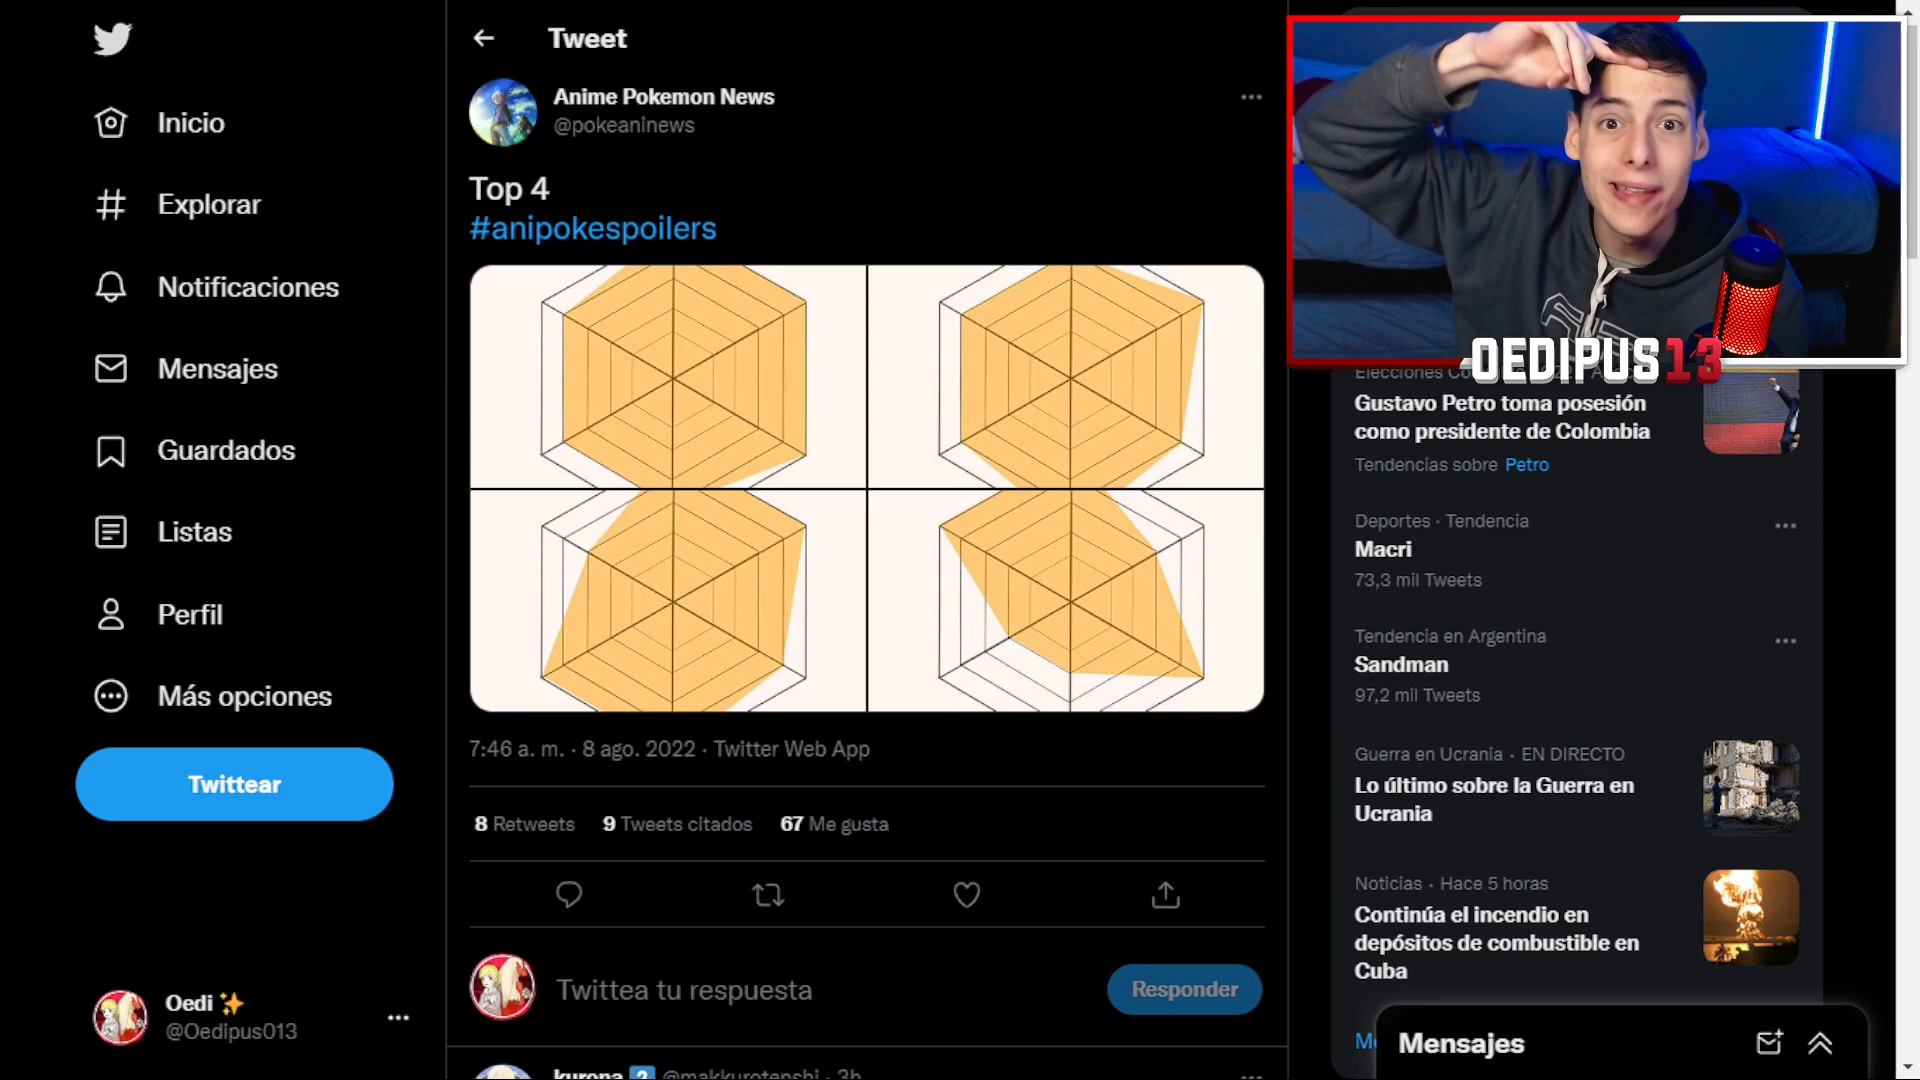 Inicio
Explorar
Notificaciones
Mensajes
Guardados
Listas
Perfil
Más opciones
Twittear
Oedi ✨
@Oedipus013
Tweet
Anime Pokemon News
@pokeaninews
Top 4
#anipokespoilers
7:46 a. m. · 8 ago. 2022 · Twitter Web App
8 Retweets 9 Tweets citados 67 Me gusta
Twittea tu respuesta
Responder
kurona 2 @makkurotenshi · 3h
OEDIPUS13
Gustavo Petro toma posesión
como presidente de Colombia
Tendencias sobre Petro
Deportes · Tendencia
Macri
73,3 mil Tweets
Tendencia en Argentina
Sandman
97,2 mil Tweets
Guerra en Ucrania · EN DIRECTO
Lo último sobre la Guerra en
Ucrania
Noticias · Hace 5 horas
Continúa el incendio en
depósitos de combustible en
Cuba
Mensajes